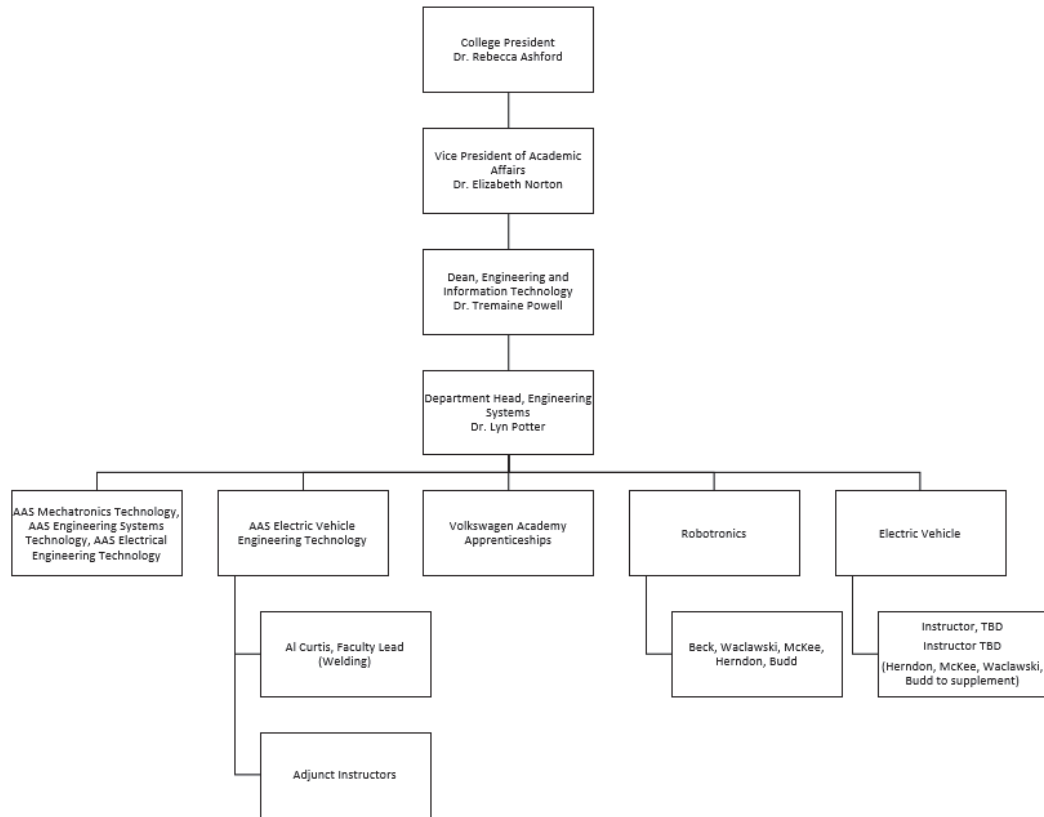 College President
Dr. Rebecca Ashford
Vice President of Academic
Affairs
Dr. Elizabeth Norton
Dean, Engineering and
Information Technology
Dr. Tremaine Powell
Department Head, Engineering
Systems
Dr. Lyn Potter
AAS Mechatronics Technology,
AAS Engineering Systems
Technology, AAS Electrical
Engineering Technology
AAS Electric Vehicle
Engineering Technology
Volkswagen Academy
Apprenticeships
Robotronics
Electric Vehicle
Al Curtis, Faculty Lead
(Welding)
Beck, Waclawski, McKee,
Herndon, Budd
Instructor, TBD
Instructor TBD
(Herndon, McKee, Waclawski,
Budd to supplement)
Adjunct Instructors